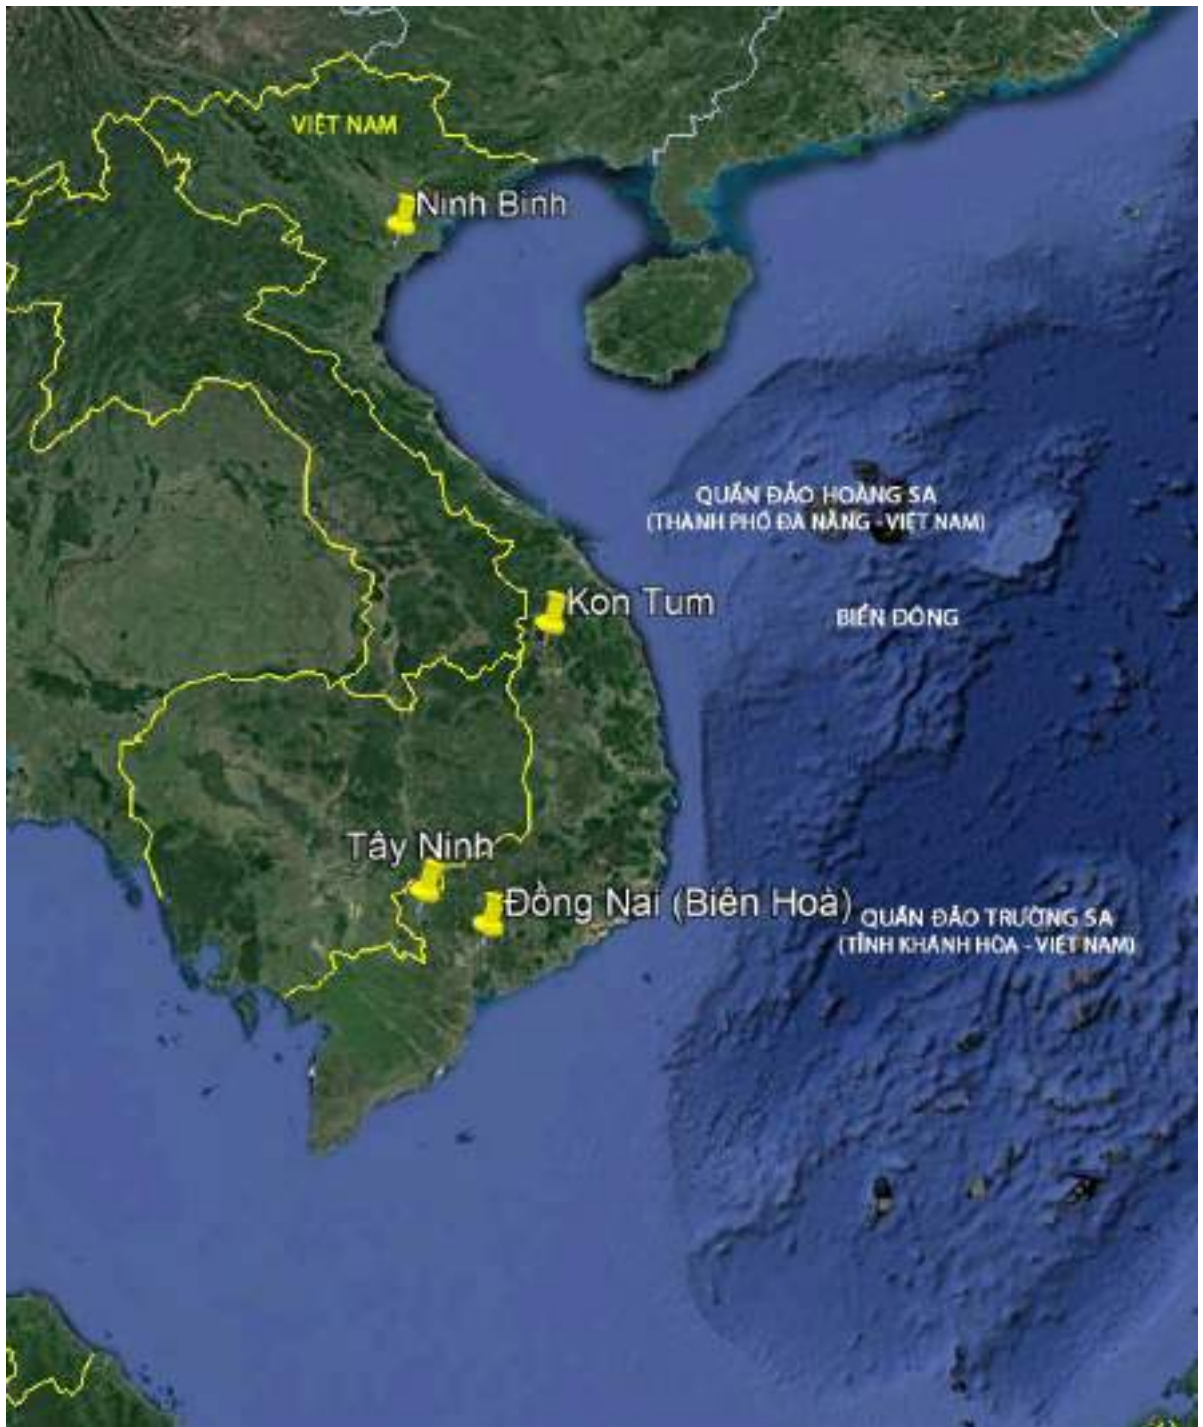 VIỆT NAM
Ninh Bình
QUẦN ĐẢO HOÀNG SA
(THÀNH PHỐ ĐÀ NẴNG - VIỆT NAM)
Kon Tum
BIỂN ĐÔNG
Tây Ninh
Đồng Nai (Biên Hoà)
QUẦN ĐẢO TRƯỜNG SA
(TỈNH KHÁNH HÒA - VIỆT NAM)